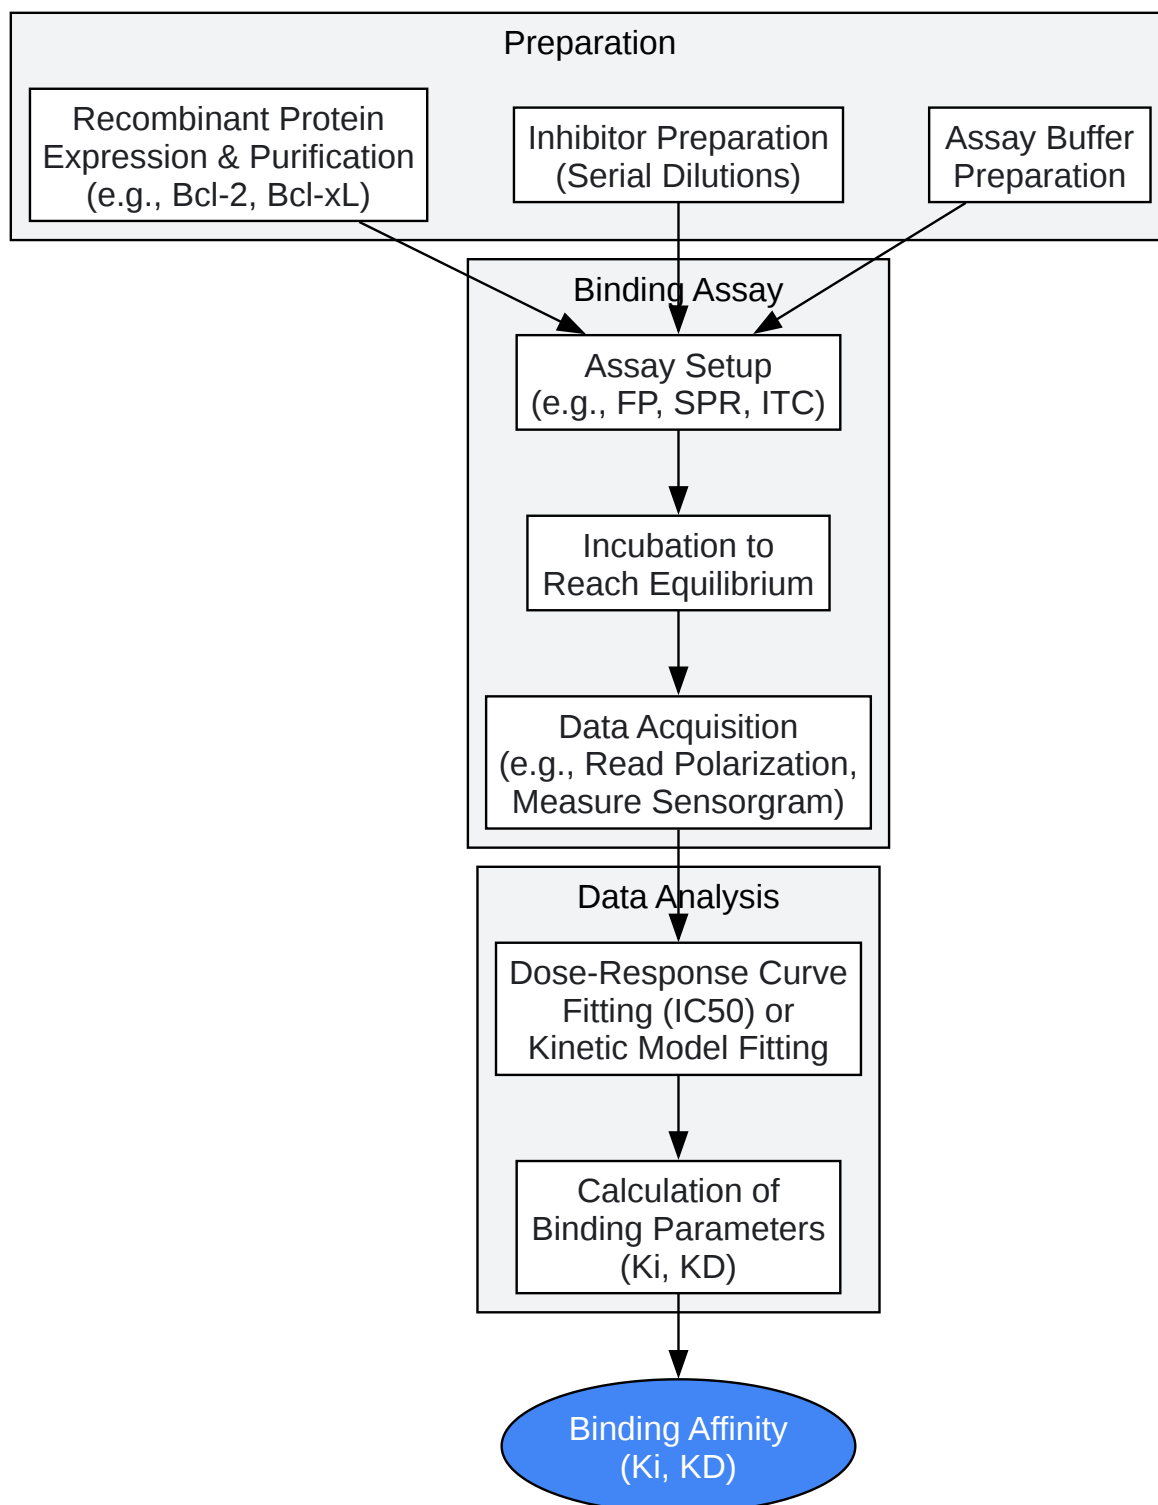 Preparation
Recombinant Protein
Expression & Purification
(e.g., Bcl-2, Bcl-xL)
Inhibitor Preparation
(Serial Dilutions)
Assay Buffer
Preparation
Binding Assay
Assay Setup
(e.g., FP, SPR, ITC)
Incubation to
Reach Equilibrium
Data Acquisition
(e.g., Read Polarization,
Measure Sensorgram)
Data Analysis
Dose-Response Curve
Fitting (IC50) or
Kinetic Model Fitting
Calculation of
Binding Parameters
(Ki, KD)
Binding Affinity
(Ki, KD)